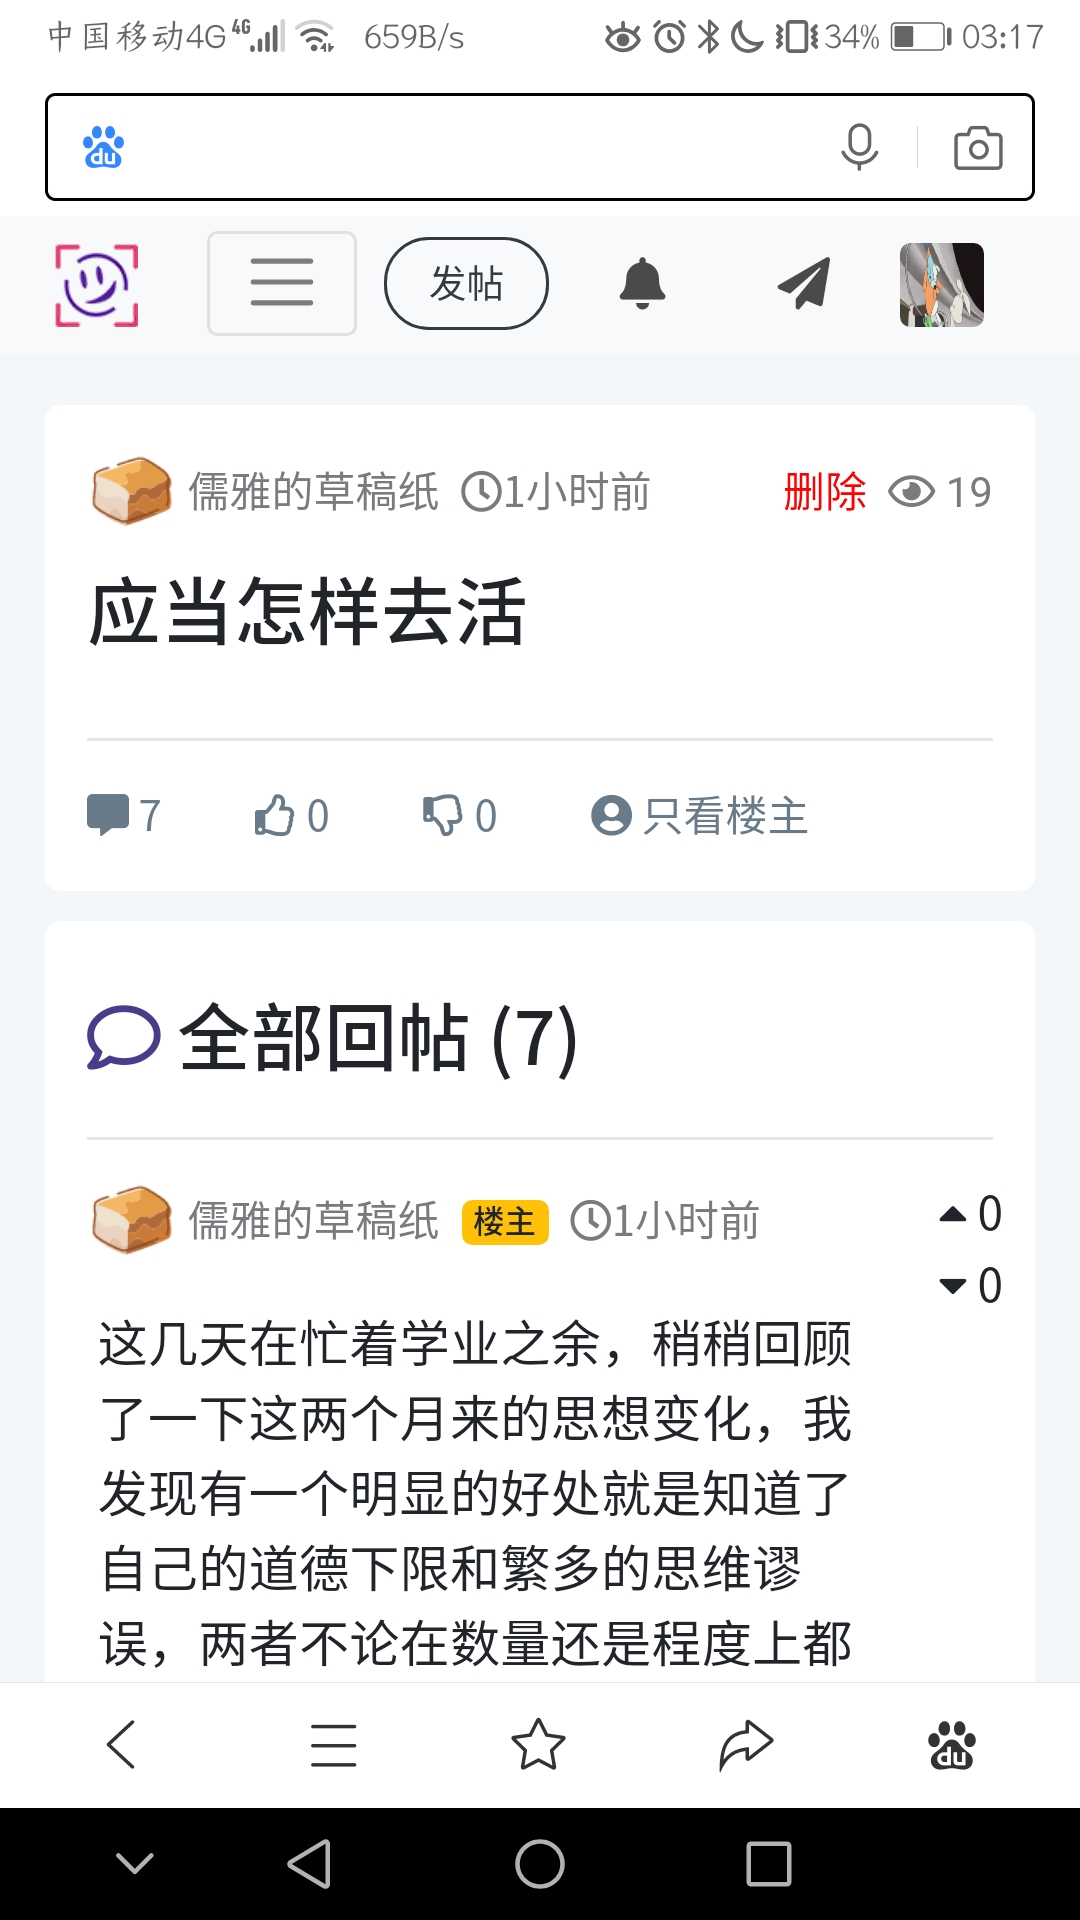 中国移动4G 4G 659B/s 34% 03:17
du
发帖
儒雅的草稿纸 1小时前 删除 19
应当怎样去活
7 0 0 只看楼主
全部回帖 (7)
儒雅的草稿纸 楼主 1小时前 0
0
这几天在忙着学业之余，稍稍回顾
了一下这两个月来的思想变化，我
发现有一个明显的好处就是知道了
自己的道德下限和繁多的思维谬
误，两者不论在数量还是程度上都
du